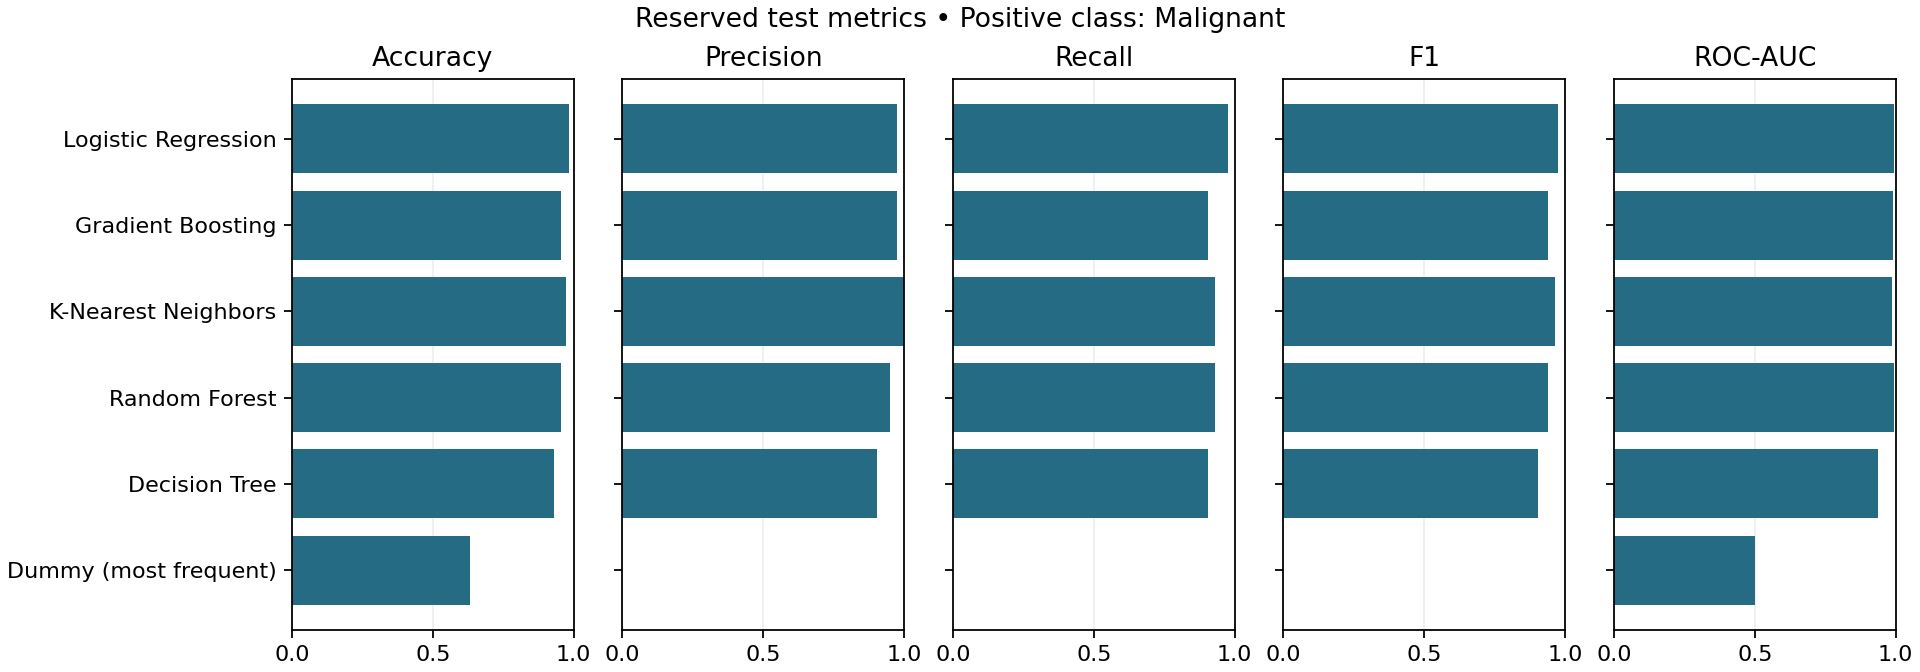 Reserved test metrics • Positive class: Malignant
Accuracy Precision Recall F1 ROC-AUC
Logistic Regression
Gradient Boosting
K-Nearest Neighbors
Random Forest
Decision Tree
Dummy (most frequent)
0.0 0.5 1.0 0.0 0.5 1.0 0.0 0.5 1.0 0.0 0.5 1.0 0.0 0.5 1.0